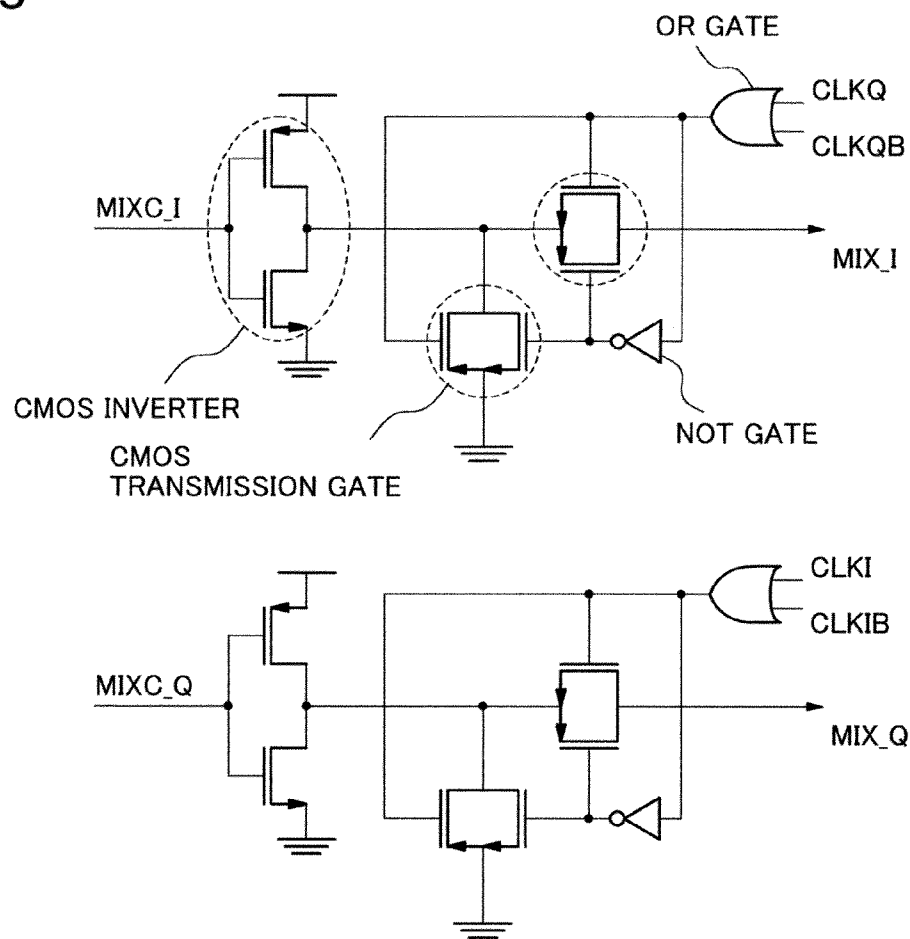 OR GATE
CLKQ
CLKQB
MIXC_I
MIX_I
CMOS INVERTER
NOT GATE
CMOS
TRANSMISSION GATE
CLKI
CLKIB
MIXC_Q
MIX_Q